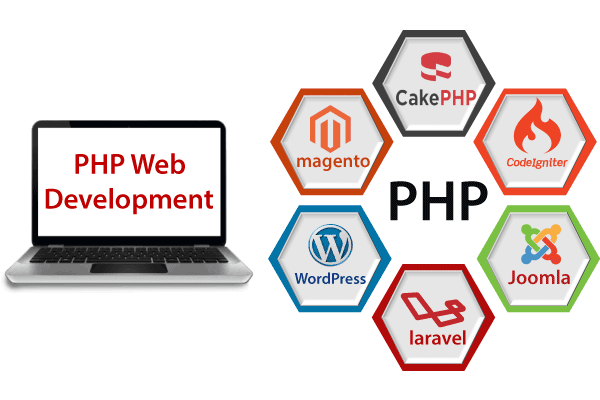 PHP Web
Development
CakePHP
magento
CodeIgniter
PHP
WordPress
Joomla
laravel